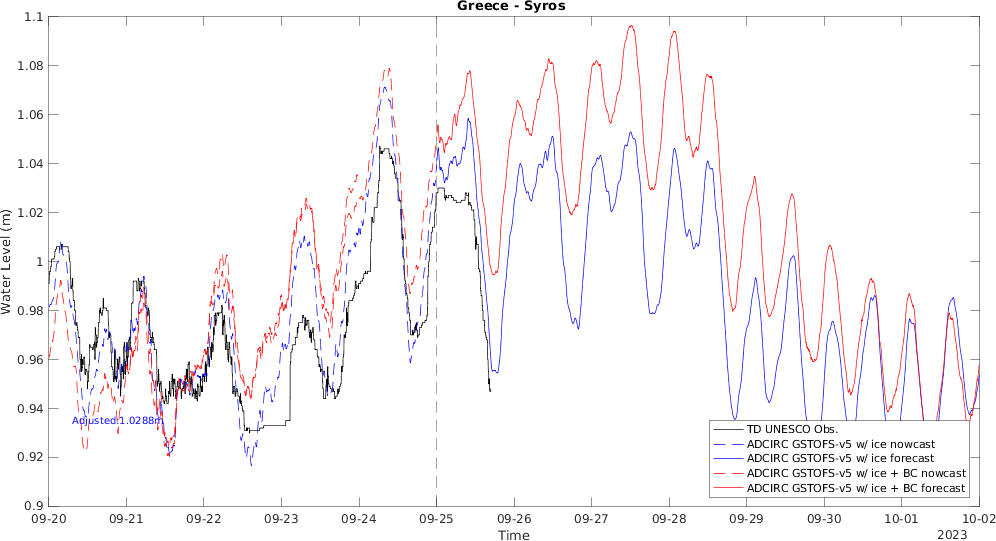 Greece - Syros
1.1
1.08
1.06
1.04
1.02
1
0.98
0.96
0.94
0.92
0.9
Water Level (m)
Adjusted:1.0288m
TD UNESCO Obs.
ADCIRC GSTOFS-v5 w/ ice nowcast
ADCIRC GSTOFS-v5 w/ ice forecast
ADCIRC GSTOFS-v5 w/ ice + BC nowcast
ADCIRC GSTOFS-v5 w/ ice + BC forecast
09-20 09-21 09-22 09-23 09-24 09-25 09-26 09-27 09-28 09-29 09-30 10-01 10-02
Time
2023